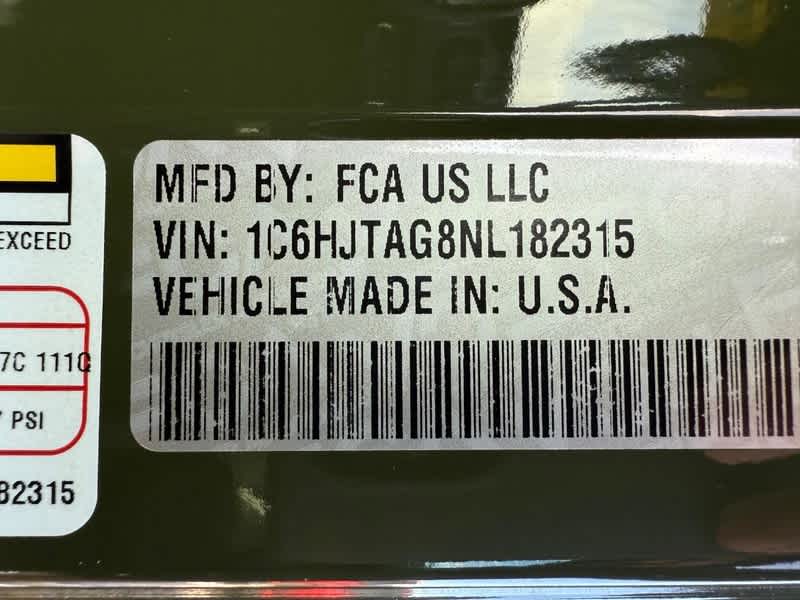 MFD BY: FCA US LLC
VIN: 1C6HJTAG8NL182315
VEHICLE MADE IN: U.S.A.
EXCEED
7C 111Q
PSI
82315